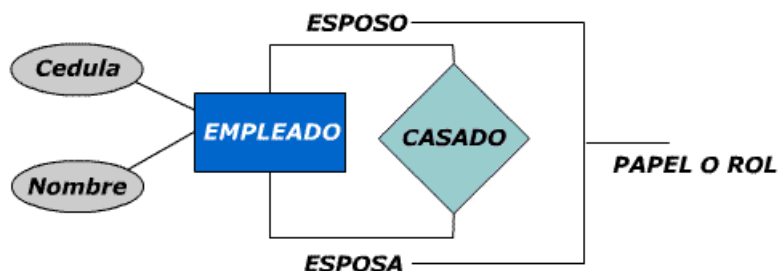 ESPOSO
Cedula
EMPLEADO
CASADO
Nombre
PAPEL O ROL
ESPOSA